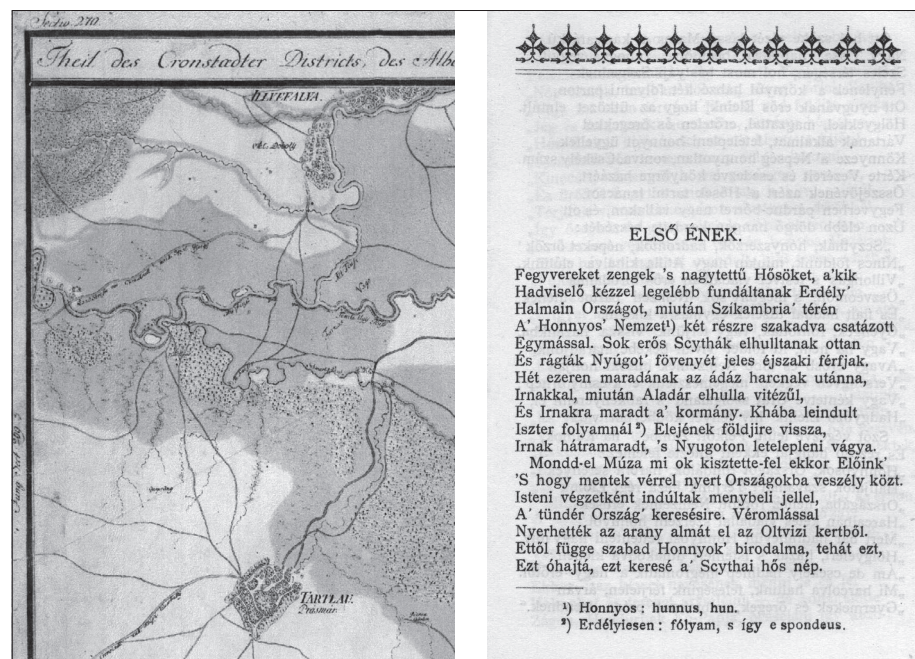 Sectio. 270.
Theil des Cronstadter Districts, des Albe
ILLYEFALVA.
TARTLAU.
Prasmár
ELSŐ ÉNEK.
Fegyvereket zengek 's nagytettű Hősöket, a'kik
Hadviselő kézzel legelébb fundáltanak Erdély'
Halmain Országot, miután Szíkambria' térén
A' Honnyos' Nemzet¹) két részre szakadva csatázott
Egymással. Sok erős Scythák elhulltanak ottan
És rágták Nyúgot' fövenyét jeles éjszaki férfjak.
Hét ezeren maradának az ádáz harcnak utánna,
Irnakkal, miután Aladár elhulla vitézűl,
És Irnakra maradt a' kormány. Khába leindult
Iszter folyamnál²) Elejének földjire vissza,
Irnak hátramaradt, 's Nyugoton letelepleni vágya.
Mondd-el Múza mi ok kisztette-fel ekkor Előink'
'S hogy mentek vérrel nyert Országokba veszély közt.
Isteni végzetként indúltak menybeli jellel,
A' tündér Ország' keresésire. Véromlással
Nyerhették az arany almát el az Oltvizi kertből.
Ettől függe szabad Honnyok' birodalma, tehát ezt,
Ezt óhajtá, ezt keresé a' Scythai hős nép.
¹) Honnyos : hunnus, hun.
²) Erdélyiesen : fólyam, s így e spondeus.